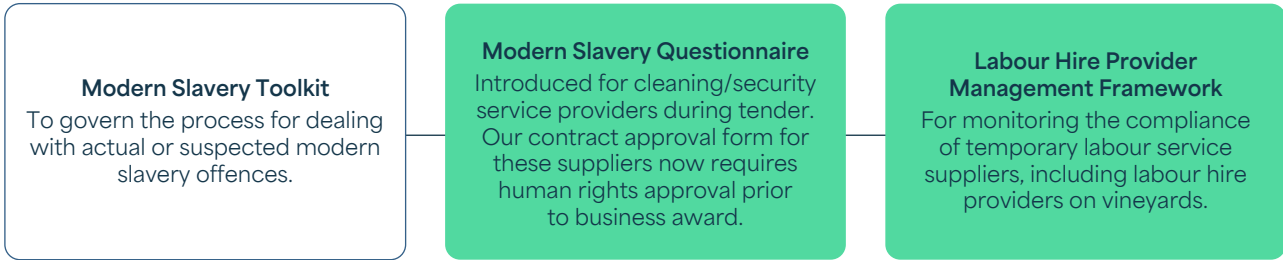 Modern Slavery Toolkit
To govern the process for dealing
with actual or suspected modern
slavery offences.
Modern Slavery Questionnaire
Introduced for cleaning/security
service providers during tender.
Our contract approval form for
these suppliers now requires
human rights approval prior
to business award.
Labour Hire Provider
Management Framework
For monitoring the compliance
of temporary labour service
suppliers, including labour hire
providers on vineyards.